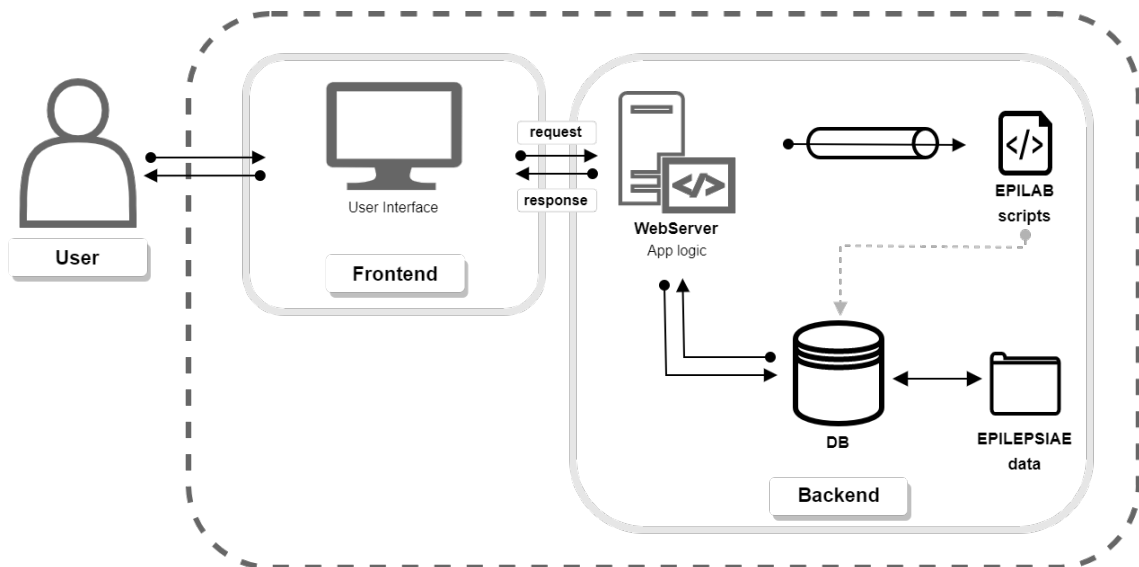 User
User Interface
Frontend
request
response
WebServer
App logic
</>
</>
EPILAB
scripts
DB
EPILEPSIAE
data
Backend